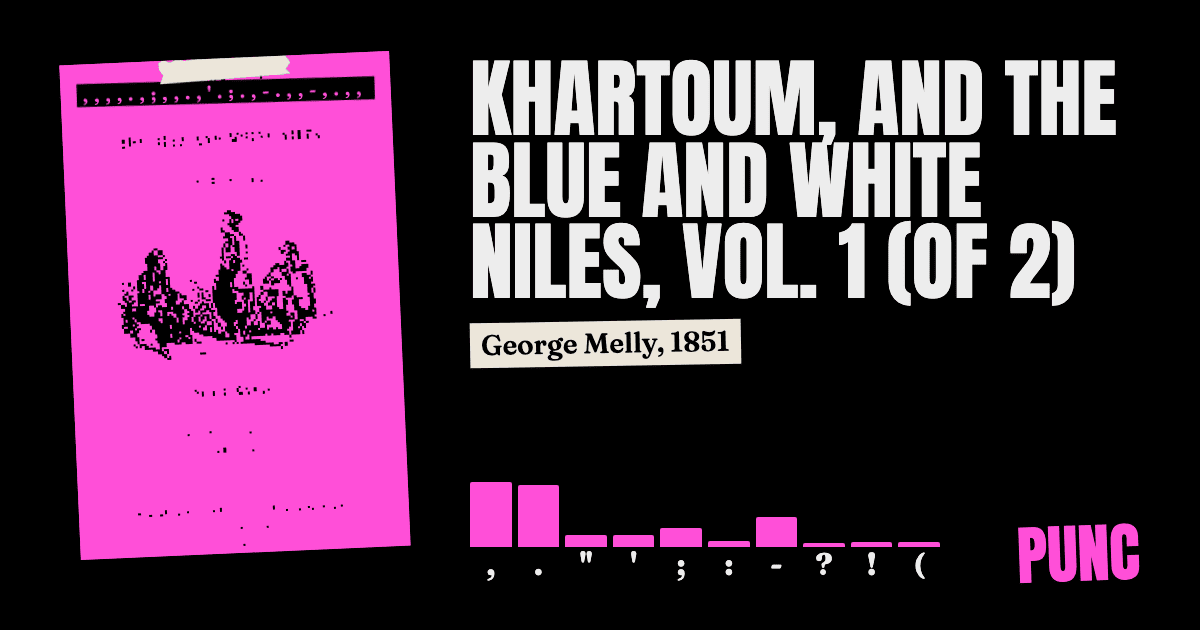 ,,,,.,;,,.,'.;.,-.,,-,.,,
KHARTOUM, AND THE
BLUE AND WHITE
NILES, VOL. 1 (OF 2)
George Melly, 1851
, . " ' ; : - ? ! (
PUNC